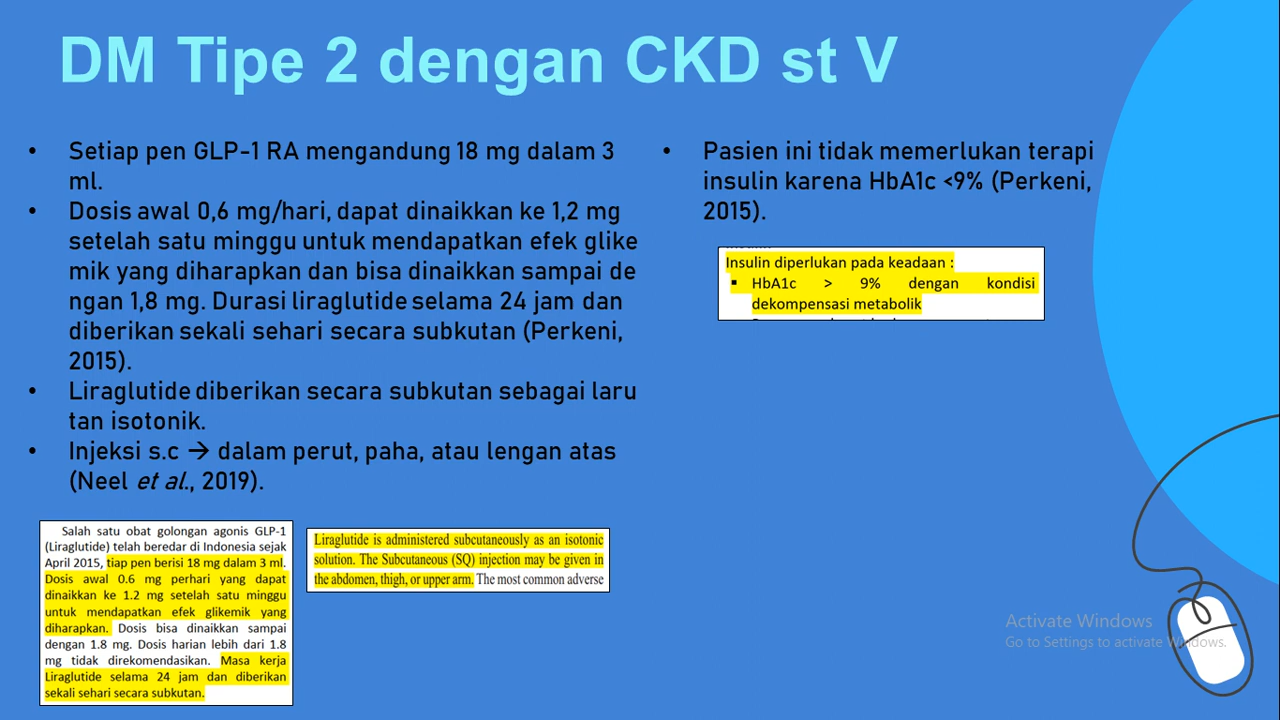 DM Tipe 2 dengan CKD st V
• Setiap pen GLP-1 RA mengandung 18 mg dalam 3
ml.
• Dosis awal 0,6 mg/hari, dapat dinaikkan ke 1,2 mg
setelah satu minggu untuk mendapatkan efek glike
mik yang diharapkan dan bisa dinaikkan sampai de
ngan 1,8 mg. Durasi liraglutide selama 24 jam dan
diberikan sekali sehari secara subkutan (Perkeni,
2015).
• Liraglutide diberikan secara subkutan sebagai laru
tan isotonik.
• Injeksi s.c → dalam perut, paha, atau lengan atas
(Neel et al., 2019).
Salah satu obat golongan agonis GLP-1
(Liraglutide) telah beredar di Indonesia sejak
April 2015, tiap pen berisi 18 mg dalam 3 ml.
Dosis awal 0.6 mg perhari yang dapat
dinaikkan ke 1.2 mg setelah satu minggu
untuk mendapatkan efek glikemik yang
diharapkan. Dosis bisa dinaikkan sampai
dengan 1.8 mg. Dosis harian lebih dari 1.8
mg tidak direkomendasikan. Masa kerja
Liraglutide selama 24 jam dan diberikan
sekali sehari secara subkutan.
Liraglutide is administered subcutaneously as an isotonic
solution. The Subcutaneous (SQ) injection may be given in
the abdomen, thigh, or upper arm. The most common adverse
• Pasien ini tidak memerlukan terapi
insulin karena HbA1c <9% (Perkeni,
2015).
Insulin diperlukan pada keadaan :
▪ HbA1c > 9% dengan kondisi
dekompensasi metabolik
Activate Windows
Go to Settings to activate Windows.